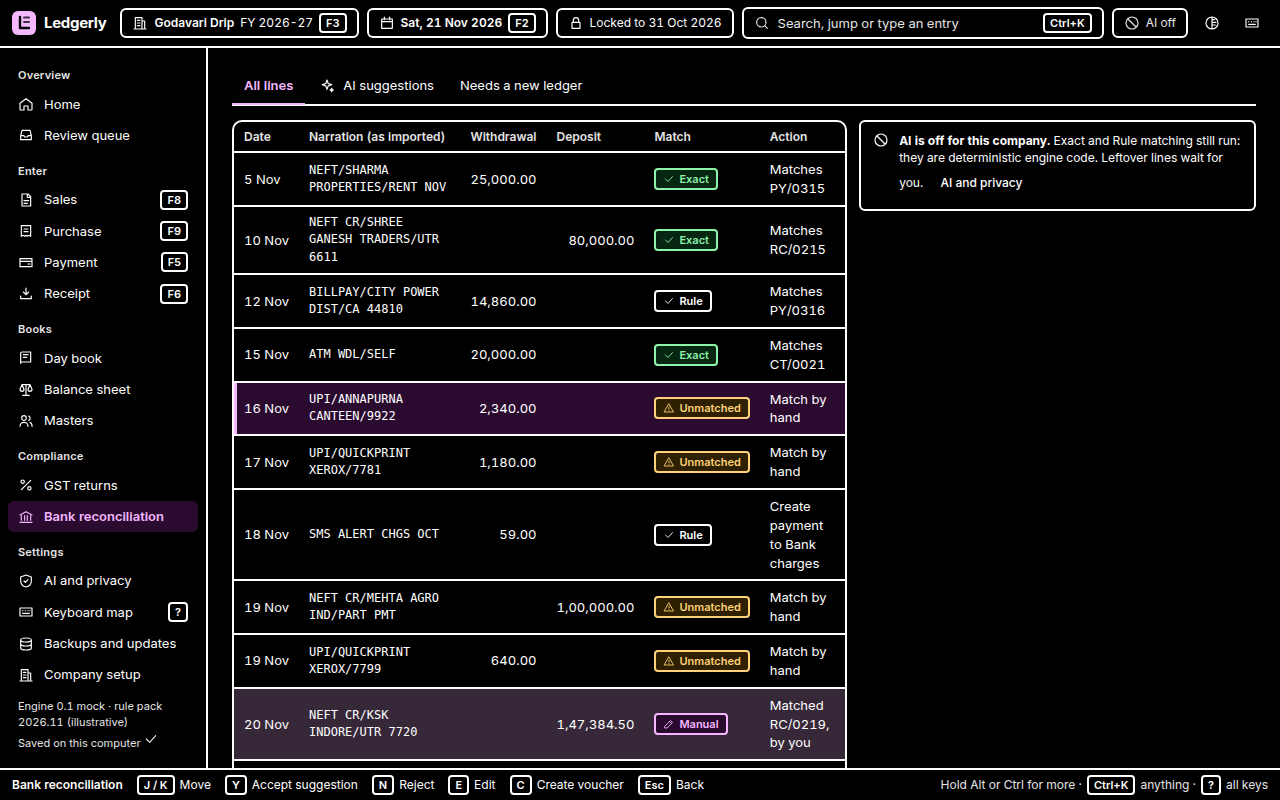 Ledgerly
Godavari Drip FY 2026-27 F3
Sat, 21 Nov 2026 F2
Locked to 31 Oct 2026
Search, jump or type an entry Ctrl+K
AI off
Overview
Home
Review queue
Enter
Sales F8
Purchase F9
Payment F5
Receipt F6
Books
Day book
Balance sheet
Masters
Compliance
GST returns
Bank reconciliation
Settings
AI and privacy
Keyboard map ?
Backups and updates
Company setup
Engine 0.1 mock · rule pack
2026.11 (illustrative)
Saved on this computer
All lines AI suggestions Needs a new ledger
Date Narration (as imported) Withdrawal Deposit Match Action
5 Nov NEFT/SHARMA PROPERTIES/RENT NOV 25,000.00 Exact Matches PY/0315
10 Nov NEFT CR/SHREE GANESH TRADERS/UTR 6611 80,000.00 Exact Matches RC/0215
12 Nov BILLPAY/CITY POWER DIST/CA 44810 14,860.00 Rule Matches PY/0316
15 Nov ATM WDL/SELF 20,000.00 Exact Matches CT/0021
16 Nov UPI/ANNAPURNA CANTEEN/9922 2,340.00 Unmatched Match by hand
17 Nov UPI/QUICKPRINT XEROX/7781 1,180.00 Unmatched Match by hand
18 Nov SMS ALERT CHGS OCT 59.00 Rule Create payment to Bank charges
19 Nov NEFT CR/MEHTA AGRO IND/PART PMT 1,00,000.00 Unmatched Match by hand
19 Nov UPI/QUICKPRINT XEROX/7799 640.00 Unmatched Match by hand
20 Nov NEFT CR/KSK INDORE/UTR 7720 1,47,384.50 Manual Matched RC/0219, by you
AI is off for this company. Exact and Rule matching still run:
they are deterministic engine code. Leftover lines wait for
you. AI and privacy
Bank reconciliation J / K Move Y Accept suggestion N Reject E Edit C Create voucher Esc Back
Hold Alt or Ctrl for more · Ctrl+K anything · ? all keys